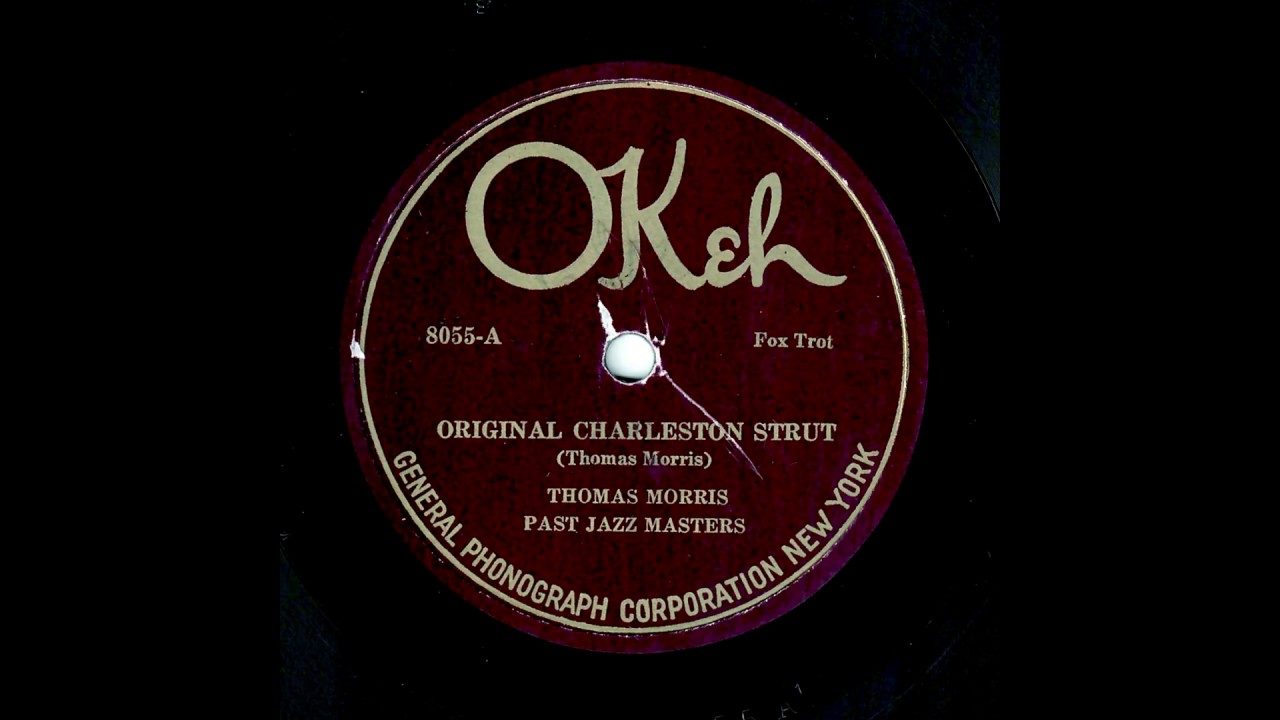 OKeh
8055-A
Fox Trot
ORIGINAL CHARLESTON STRUT
(Thomas Morris)
THOMAS MORRIS
PAST JAZZ MASTERS
GENERAL PHONOGRAPH CORPORATION NEW YORK